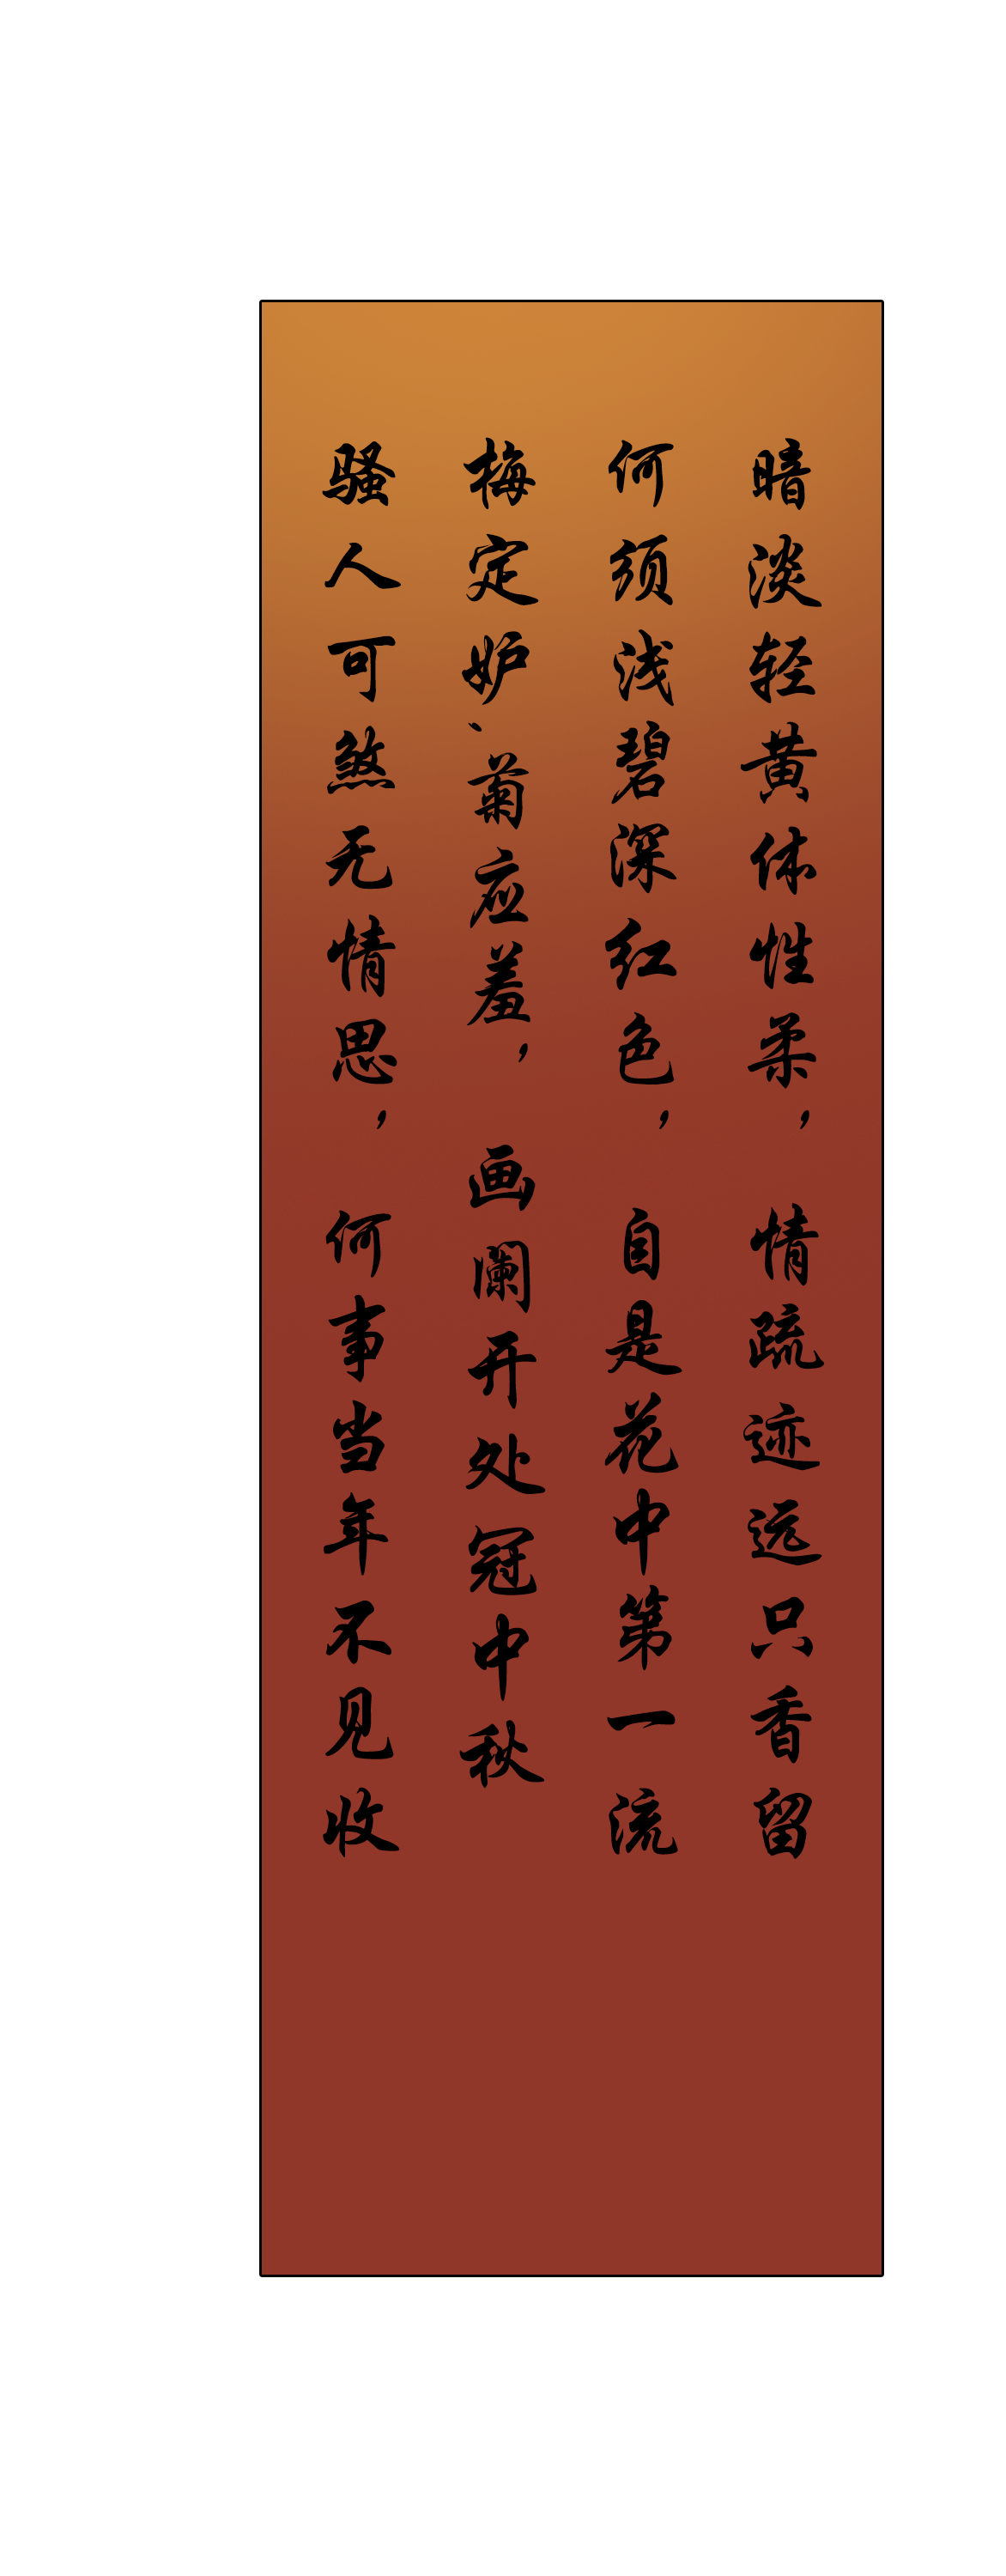 暗淡轻黄体性柔，情疏迹远只香留
何须浅碧深红色，自是花中第一流
梅定妒、菊应羞，画阑开处冠中秋
骚人可煞无情思，何事当年不见收